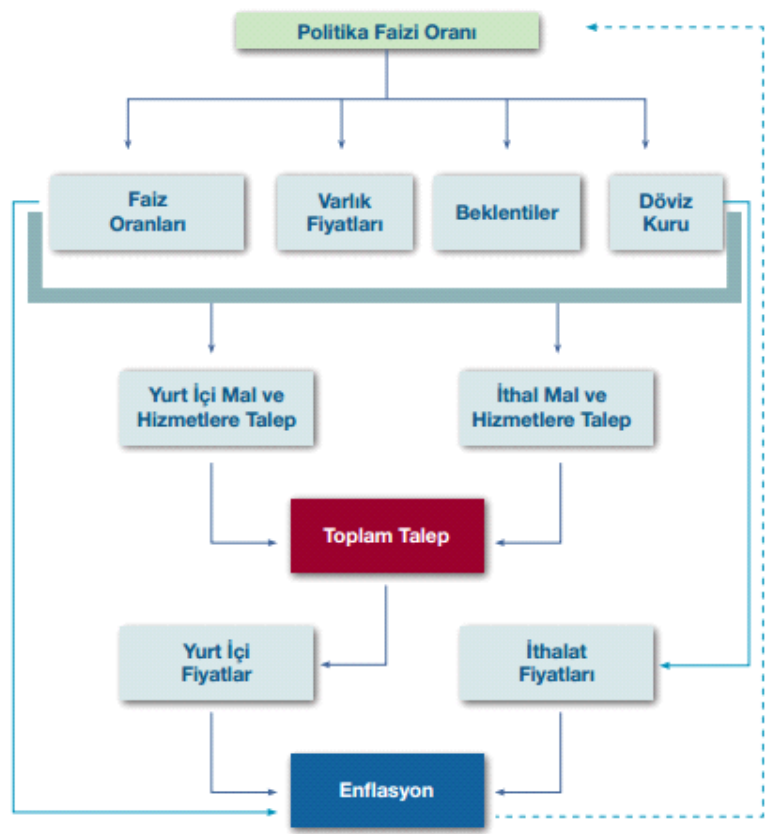 Politika Faizi Oranı
Faiz
Oranları
Varlık
Fiyatları
Beklentiler
Döviz
Kuru
Yurt İçi Mal ve
Hizmetlere Talep
İthal Mal ve
Hizmetlere Talep
Toplam Talep
Yurt İçi
Fiyatlar
İthalat
Fiyatları
Enflasyon